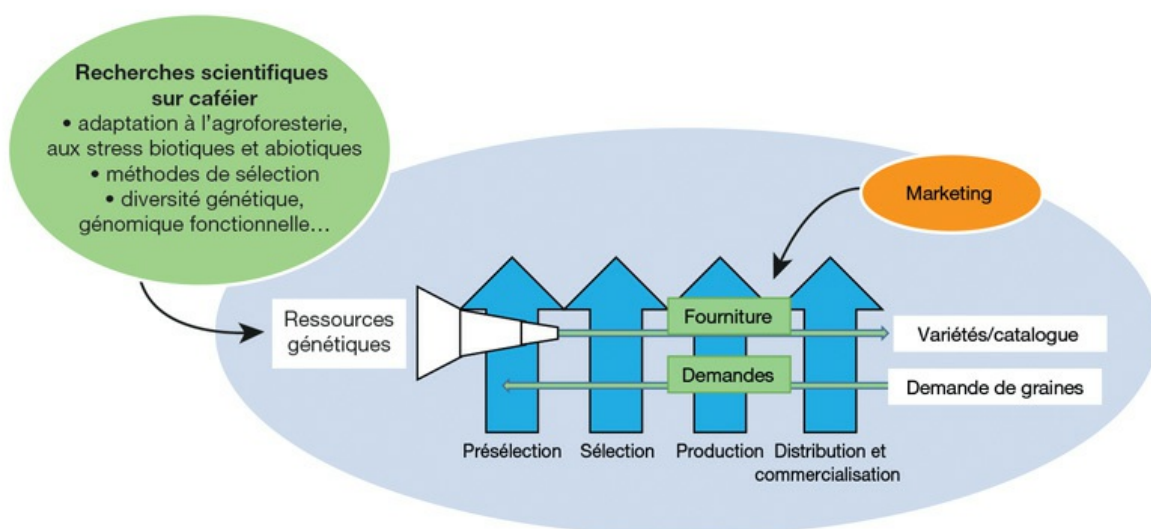 Recherches scientifiques
sur caféier
• adaptation à l'agroforesterie,
aux stress biotiques et abiotiques
• méthodes de sélection
• diversité génétique,
génomique fonctionnelle…
Marketing
Ressources
génétiques
Fourniture
Variétés/catalogue
Demandes
Demande de graines
Présélection
Sélection
Production
Distribution et
commercialisation